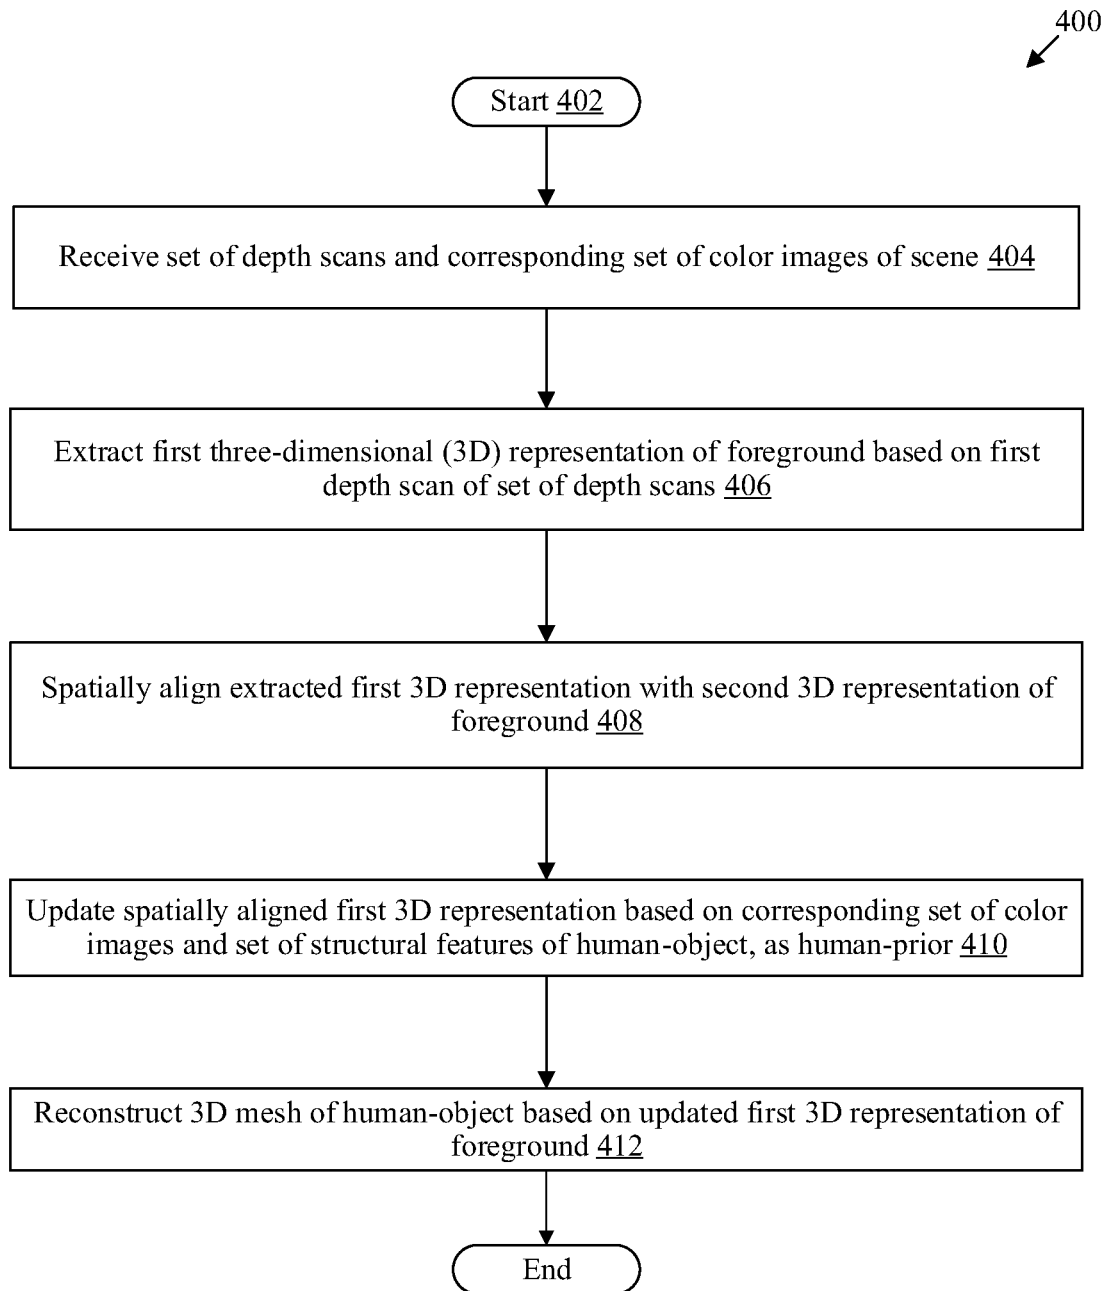 400
Start 402
Receive set of depth scans and corresponding set of color images of scene 404
Extract first three-dimensional (3D) representation of foreground based on first
depth scan of set of depth scans 406
Spatially align extracted first 3D representation with second 3D representation of
foreground 408
Update spatially aligned first 3D representation based on corresponding set of color
images and set of structural features of human-object, as human-prior 410
Reconstruct 3D mesh of human-object based on updated first 3D representation of
foreground 412
End